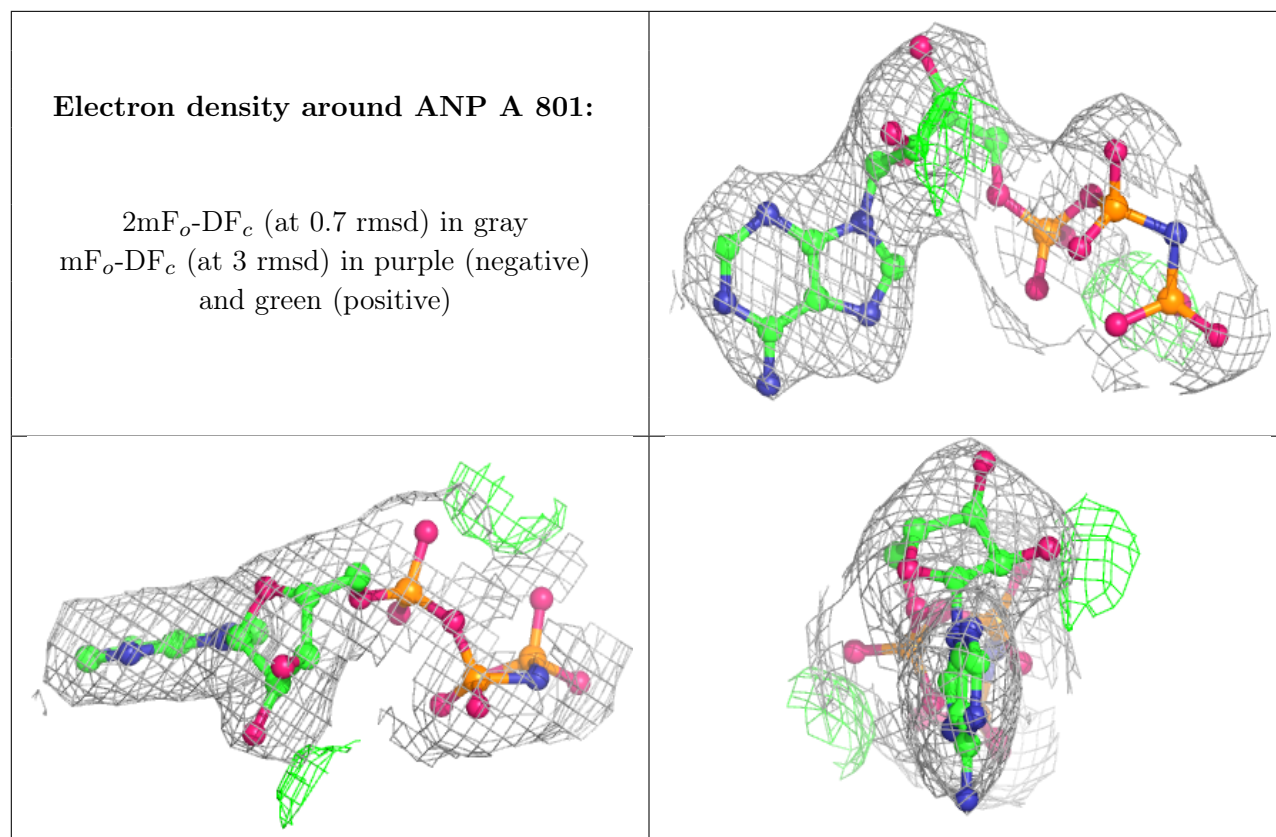 Electron density around ANP A 801:
2mFₒ-DF𝒸 (at 0.7 rmsd) in gray
mFₒ-DF𝒸 (at 3 rmsd) in purple (negative)
and green (positive)